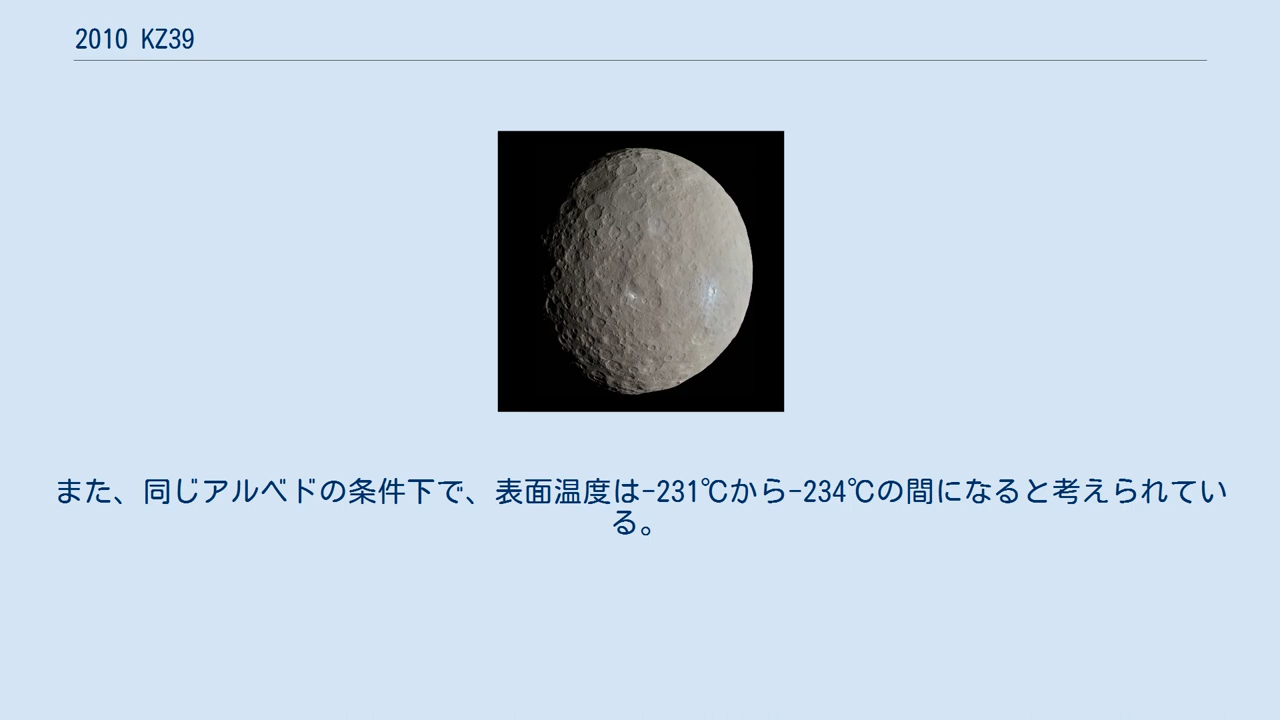 2010 KZ39
また、同じアルベドの条件下で、表面温度は-231℃から-234℃の間になると考えられてい
る。